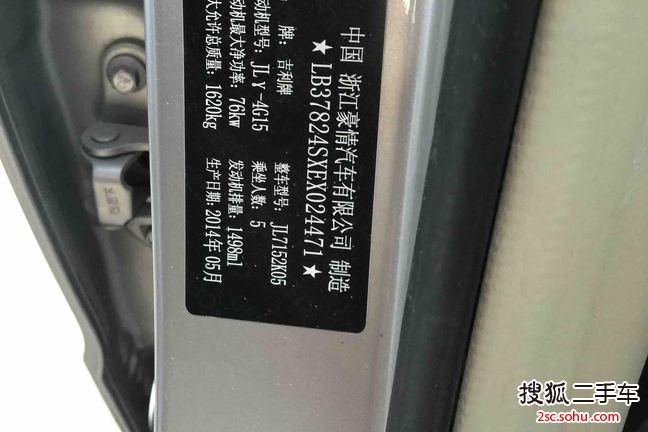 中国 浙江豪情汽车有限公司 制造
★LB37824SXEX024471★
牌：吉利牌
整车型号：JL7152K05
动机型号：JLγ-4G15
乘坐人数：5
动机最大净功率：76kw
发动机排量：1498ml
大允许总质量：1620kg
生产日期：2014年05月
搜狐二手车
2sc.sohu.com